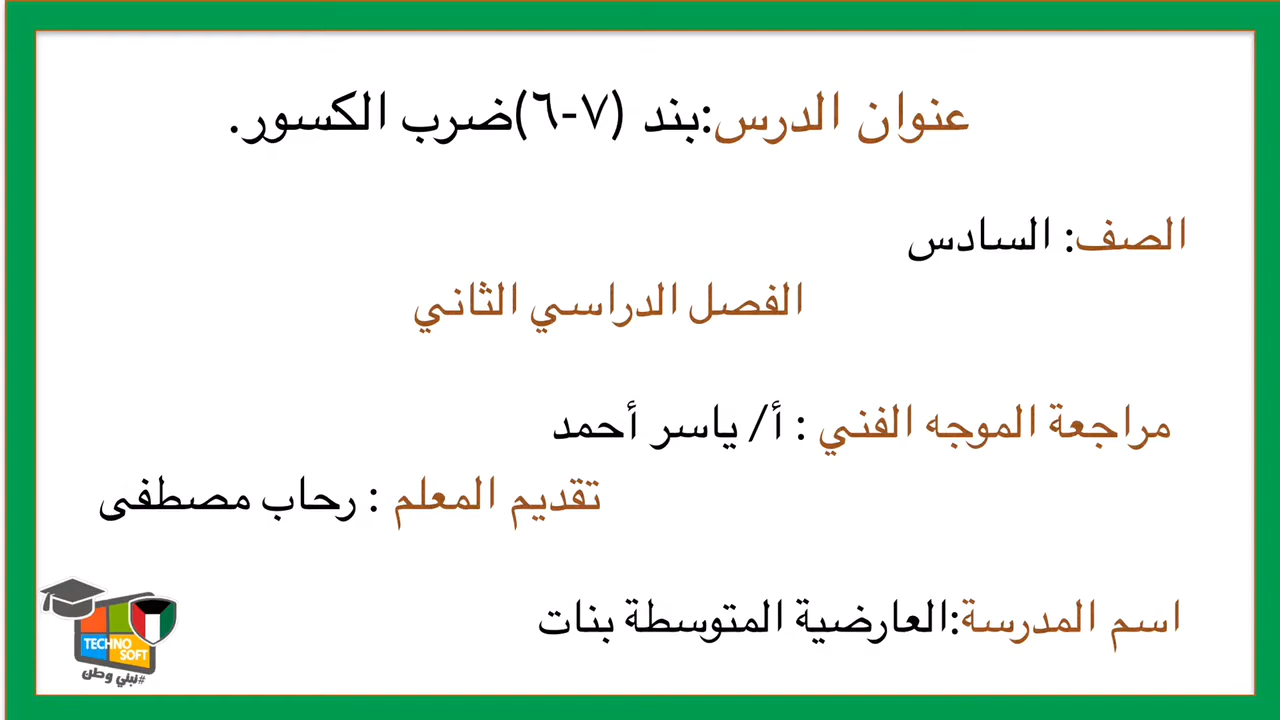 عنوان الدرس:بند (٧-٦)ضرب الكسور.
الصف: السادس
الفصل الدراسي الثاني
مراجعة الموجه الفني : أ/ ياسر أحمد
تقديم المعلم : رحاب مصطفى
اسم المدرسة:العارضية المتوسطة بنات
TECHNO
SOFT
#نبني وطن